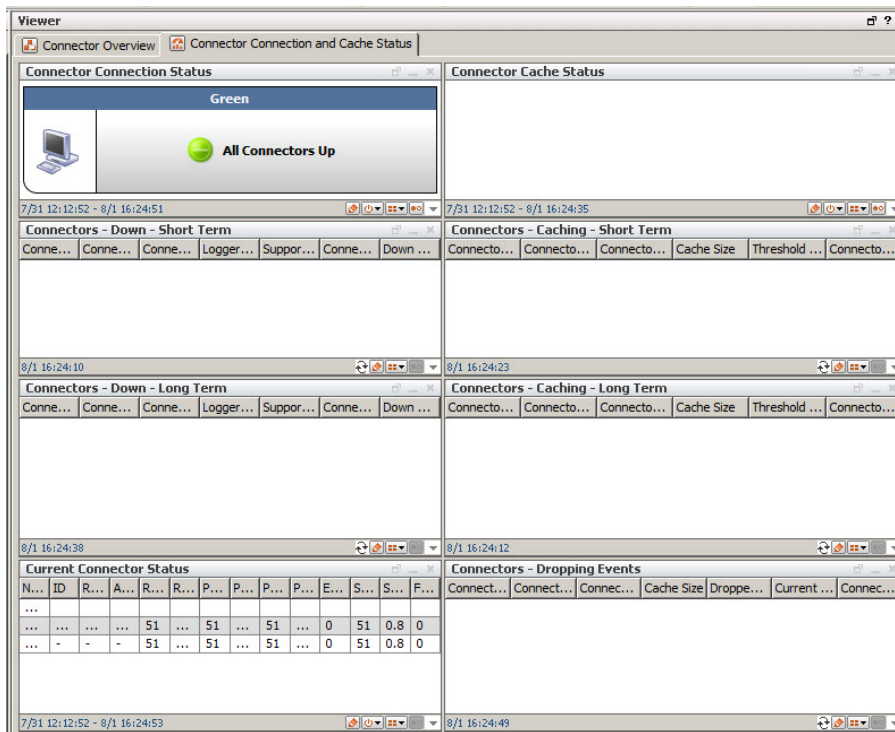 Viewer
Connector Overview
Connector Connection and Cache Status
Connector Connection Status
Green
All Connectors Up
7/31 12:12:52 - 8/1 16:24:51
Connector Cache Status
7/31 12:12:52 - 8/1 16:24:35
Connectors - Down - Short Term
Conne... Conne... Conne... Logger... Suppor... Conne... Down ...
8/1 16:24:10
Connectors - Caching - Short Term
Connecto... Connecto... Connecto... Cache Size Threshold ... Connecto...
8/1 16:24:23
Connectors - Down - Long Term
Conne... Conne... Conne... Logger... Suppor... Conne... Down ...
8/1 16:24:38
Connectors - Caching - Long Term
Connecto... Connecto... Connecto... Cache Size Threshold ... Connecto...
8/1 16:24:12
Current Connector Status
N... ID R... A... R... R... P... P... P... P... E... S... S... F...
...
... ... ... ... 51 ... 51 ... 51 ... 0 51 0.8 0
... - - - 51 ... 51 ... 51 ... 0 51 0.8 0
7/31 12:12:52 - 8/1 16:24:53
Connectors - Dropping Events
Connect... Connect... Connec... Cache Size Droppe... Current ... Connec...
8/1 16:24:49